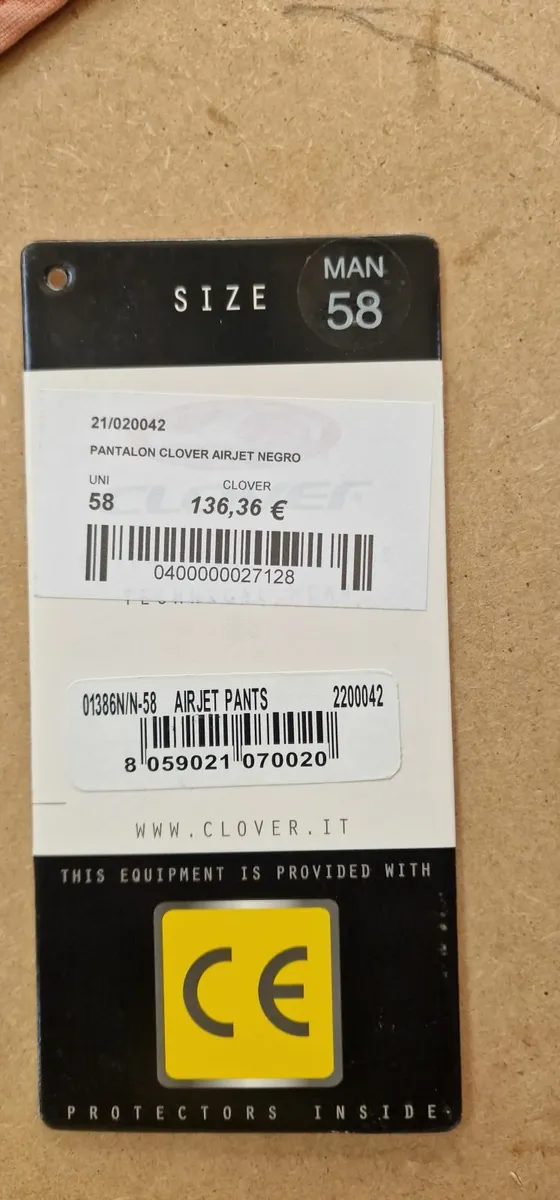 SIZE
MAN
58
21/020042
PANTALON CLOVER AIRJET NEGRO
UNI
CLOVER
58
136,36 €
0400000027128
01386N/N-58 AIRJET PANTS 2200042
8 059021 070020
WWW.CLOVER.IT
THIS EQUIPMENT IS PROVIDED WITH
CE
PROTECTORS INSIDE